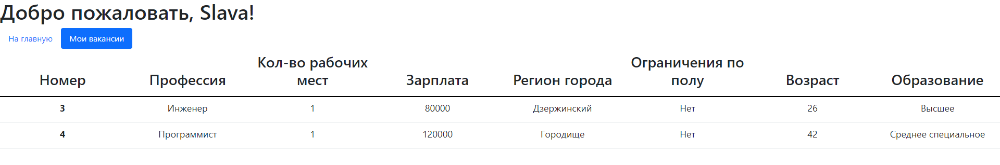 Добро пожаловать, Slava!
На главную Мои вакансии
Номер Профессия Кол-во рабочих мест Зарплата Регион города Ограничения по полу Возраст Образование
3 Инженер 1 80000 Дзержинский Нет 26 Высшее
4 Программист 1 120000 Городище Нет 42 Среднее специальное